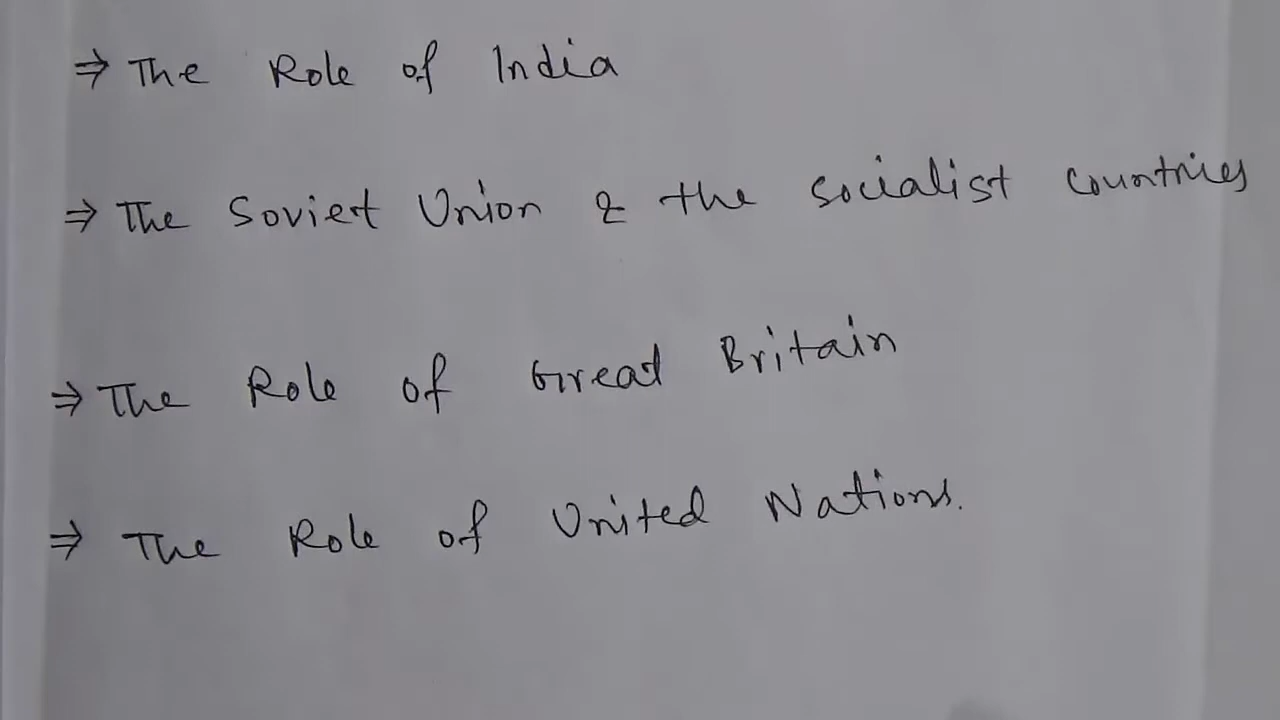 ⇒ The Role of India
⇒ The Soviet Union & the socialist countries
⇒ The Role of Great Britain
⇒ The Role of United Nations.